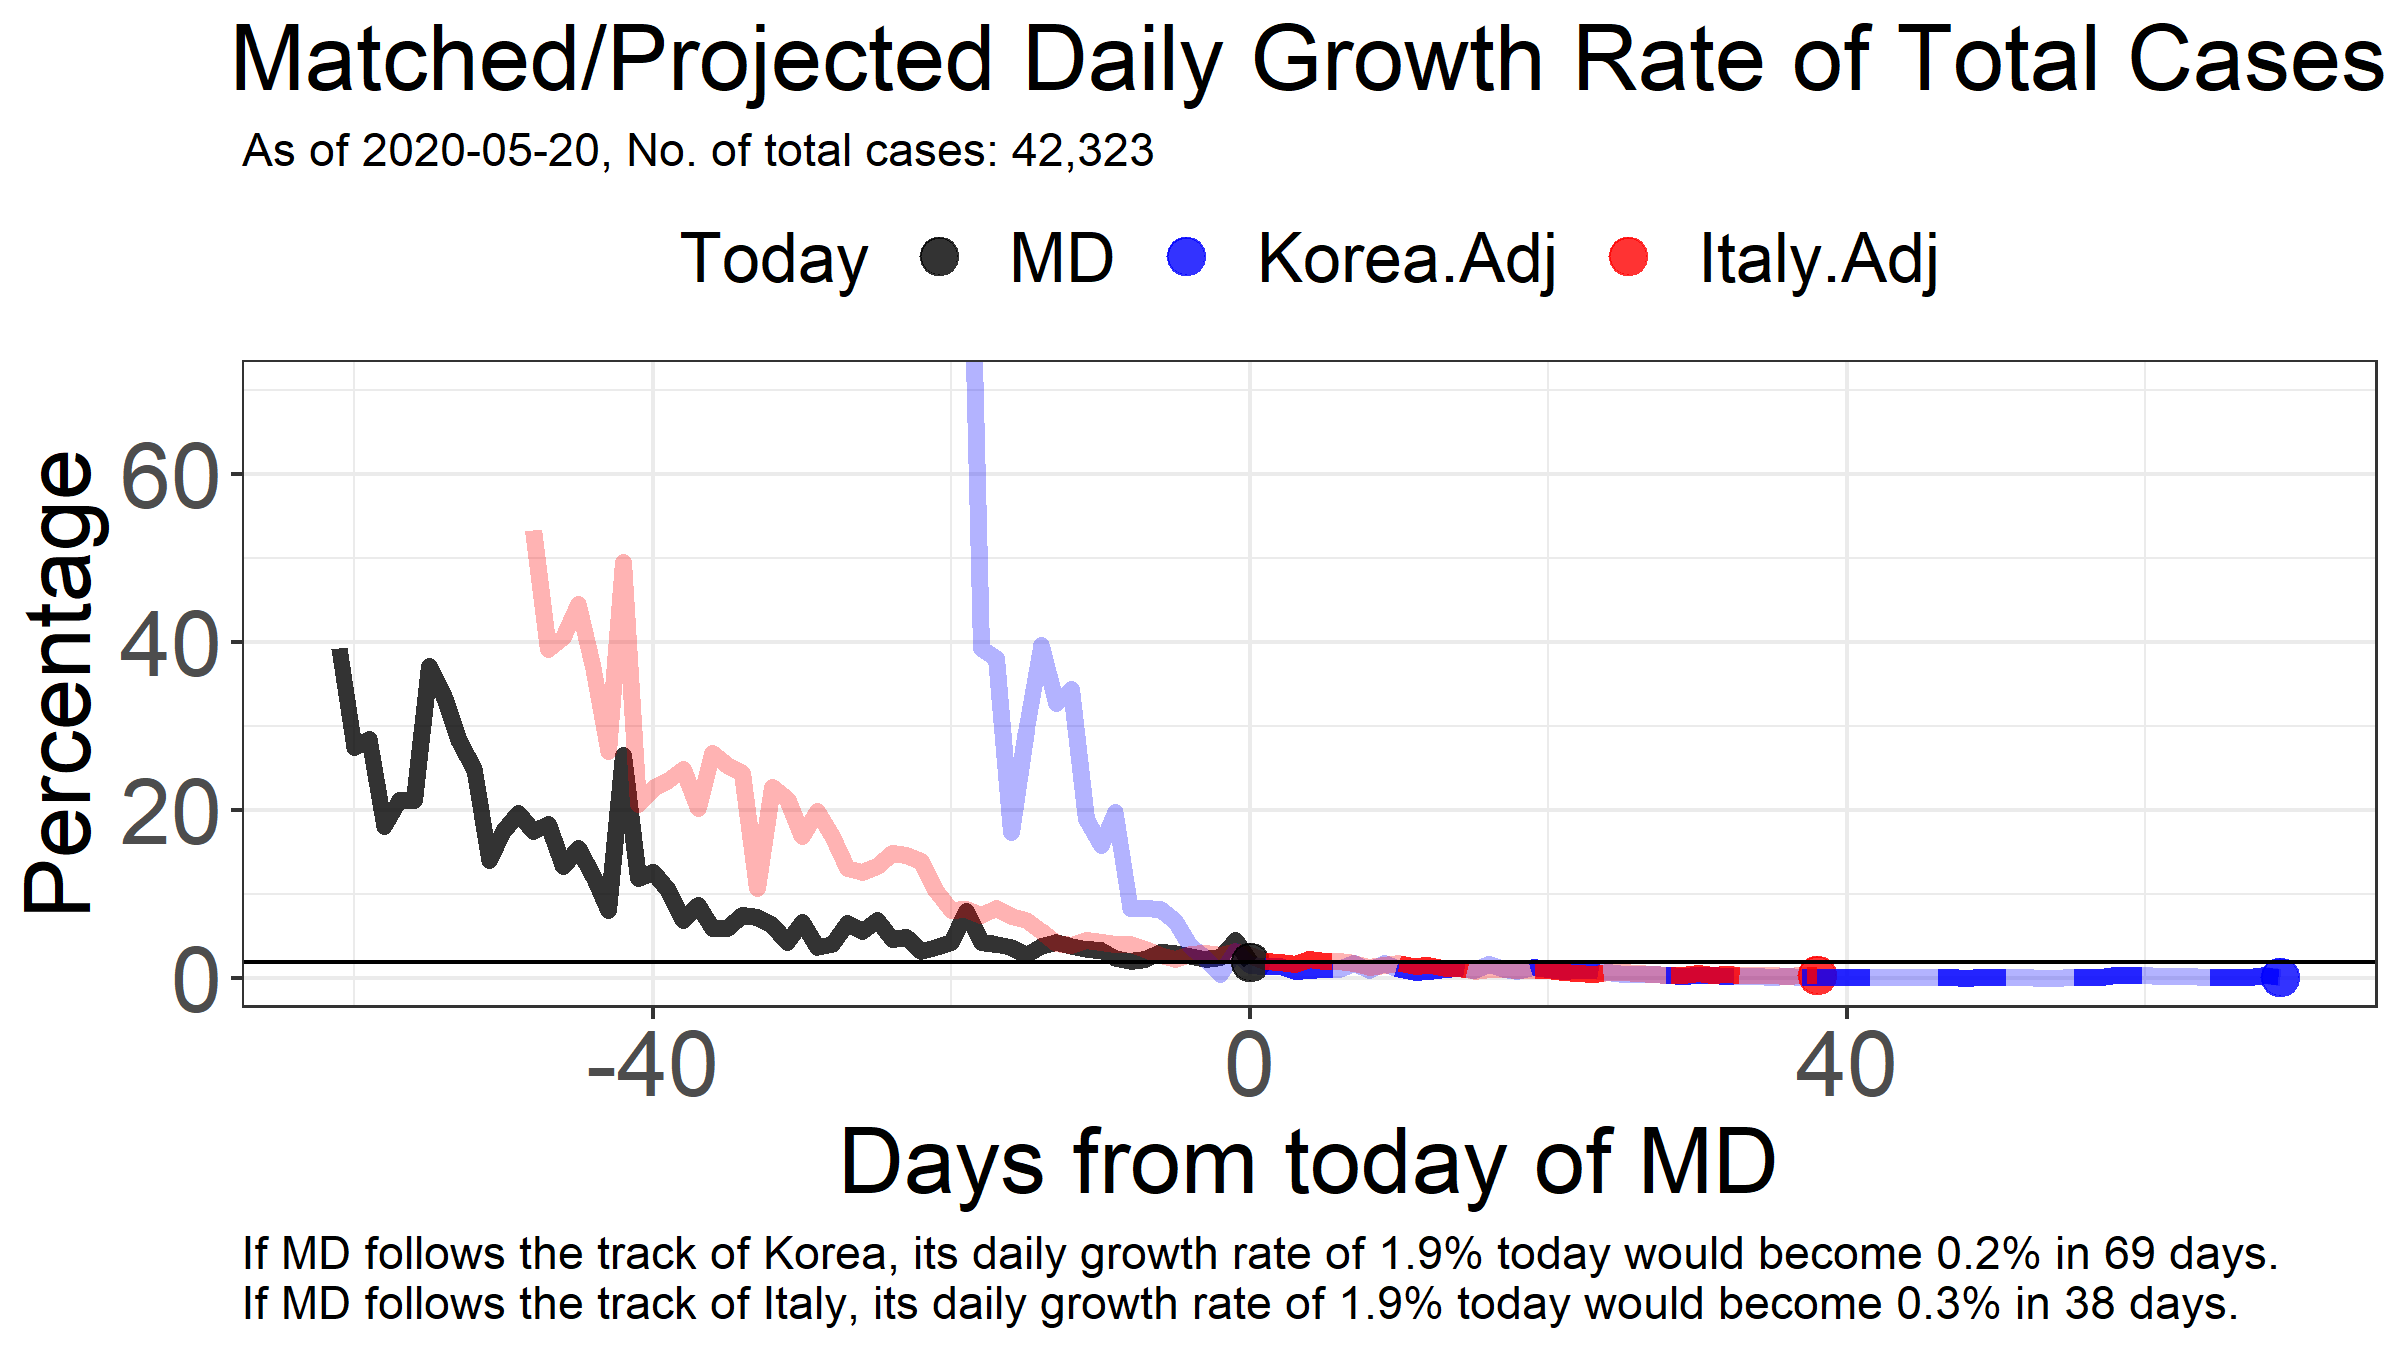 Matched/Projected Daily Growth Rate of Total Cases
As of 2020-05-20, No. of total cases: 42,323
Today MD Korea.Adj Italy.Adj
Percentage
60
40
20
0
-40 0 40
Days from today of MD
If MD follows the track of Korea, its daily growth rate of 1.9% today would become 0.2% in 69 days.
If MD follows the track of Italy, its daily growth rate of 1.9% today would become 0.3% in 38 days.